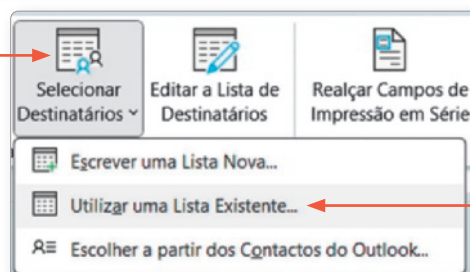 Selecionar Destinatários
Editar a Lista de Destinatários
Realçar Campos de Impressão em Série
Escrever uma Lista Nova...
Utilizar uma Lista Existente...
Escolher a partir dos Contactos do Outlook...